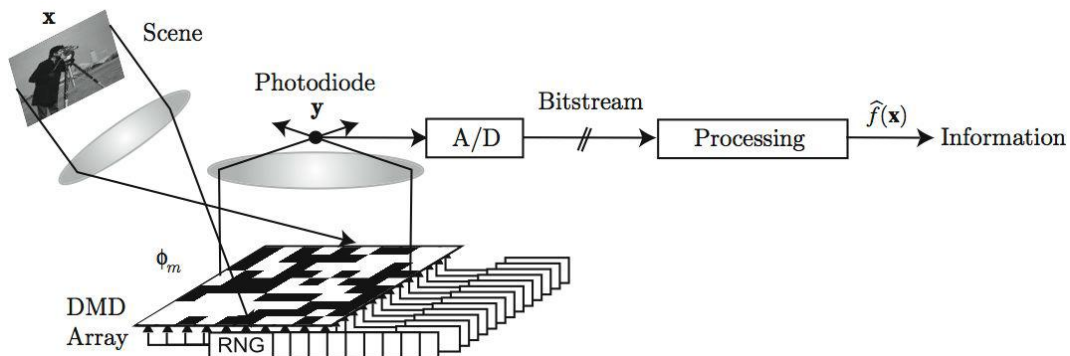 x
Scene
Photodiode
y
A/D
Bitstream
Processing
f̂(x)
Information
ϕₘ
DMD
Array
RNG